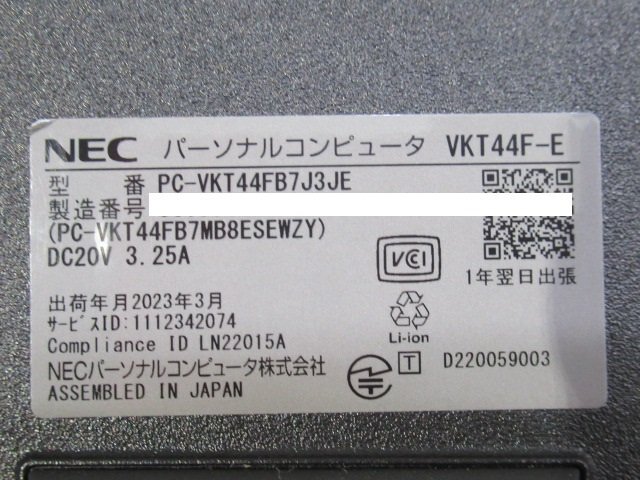 NEC パーソナルコンピュータ VKT44F-E
型 番 PC-VKT44FB7J3JE
製造番号
(PC-VKT44FB7MB8ESEWZY)
DC20V 3.25A
VCCI
1年翌日出張
出荷年月2023年3月
サービスID:1112342074
Compliance ID LN22015A
Li-ion
NECパーソナルコンピュータ株式会社
ASSEMBLED IN JAPAN
T D220059003